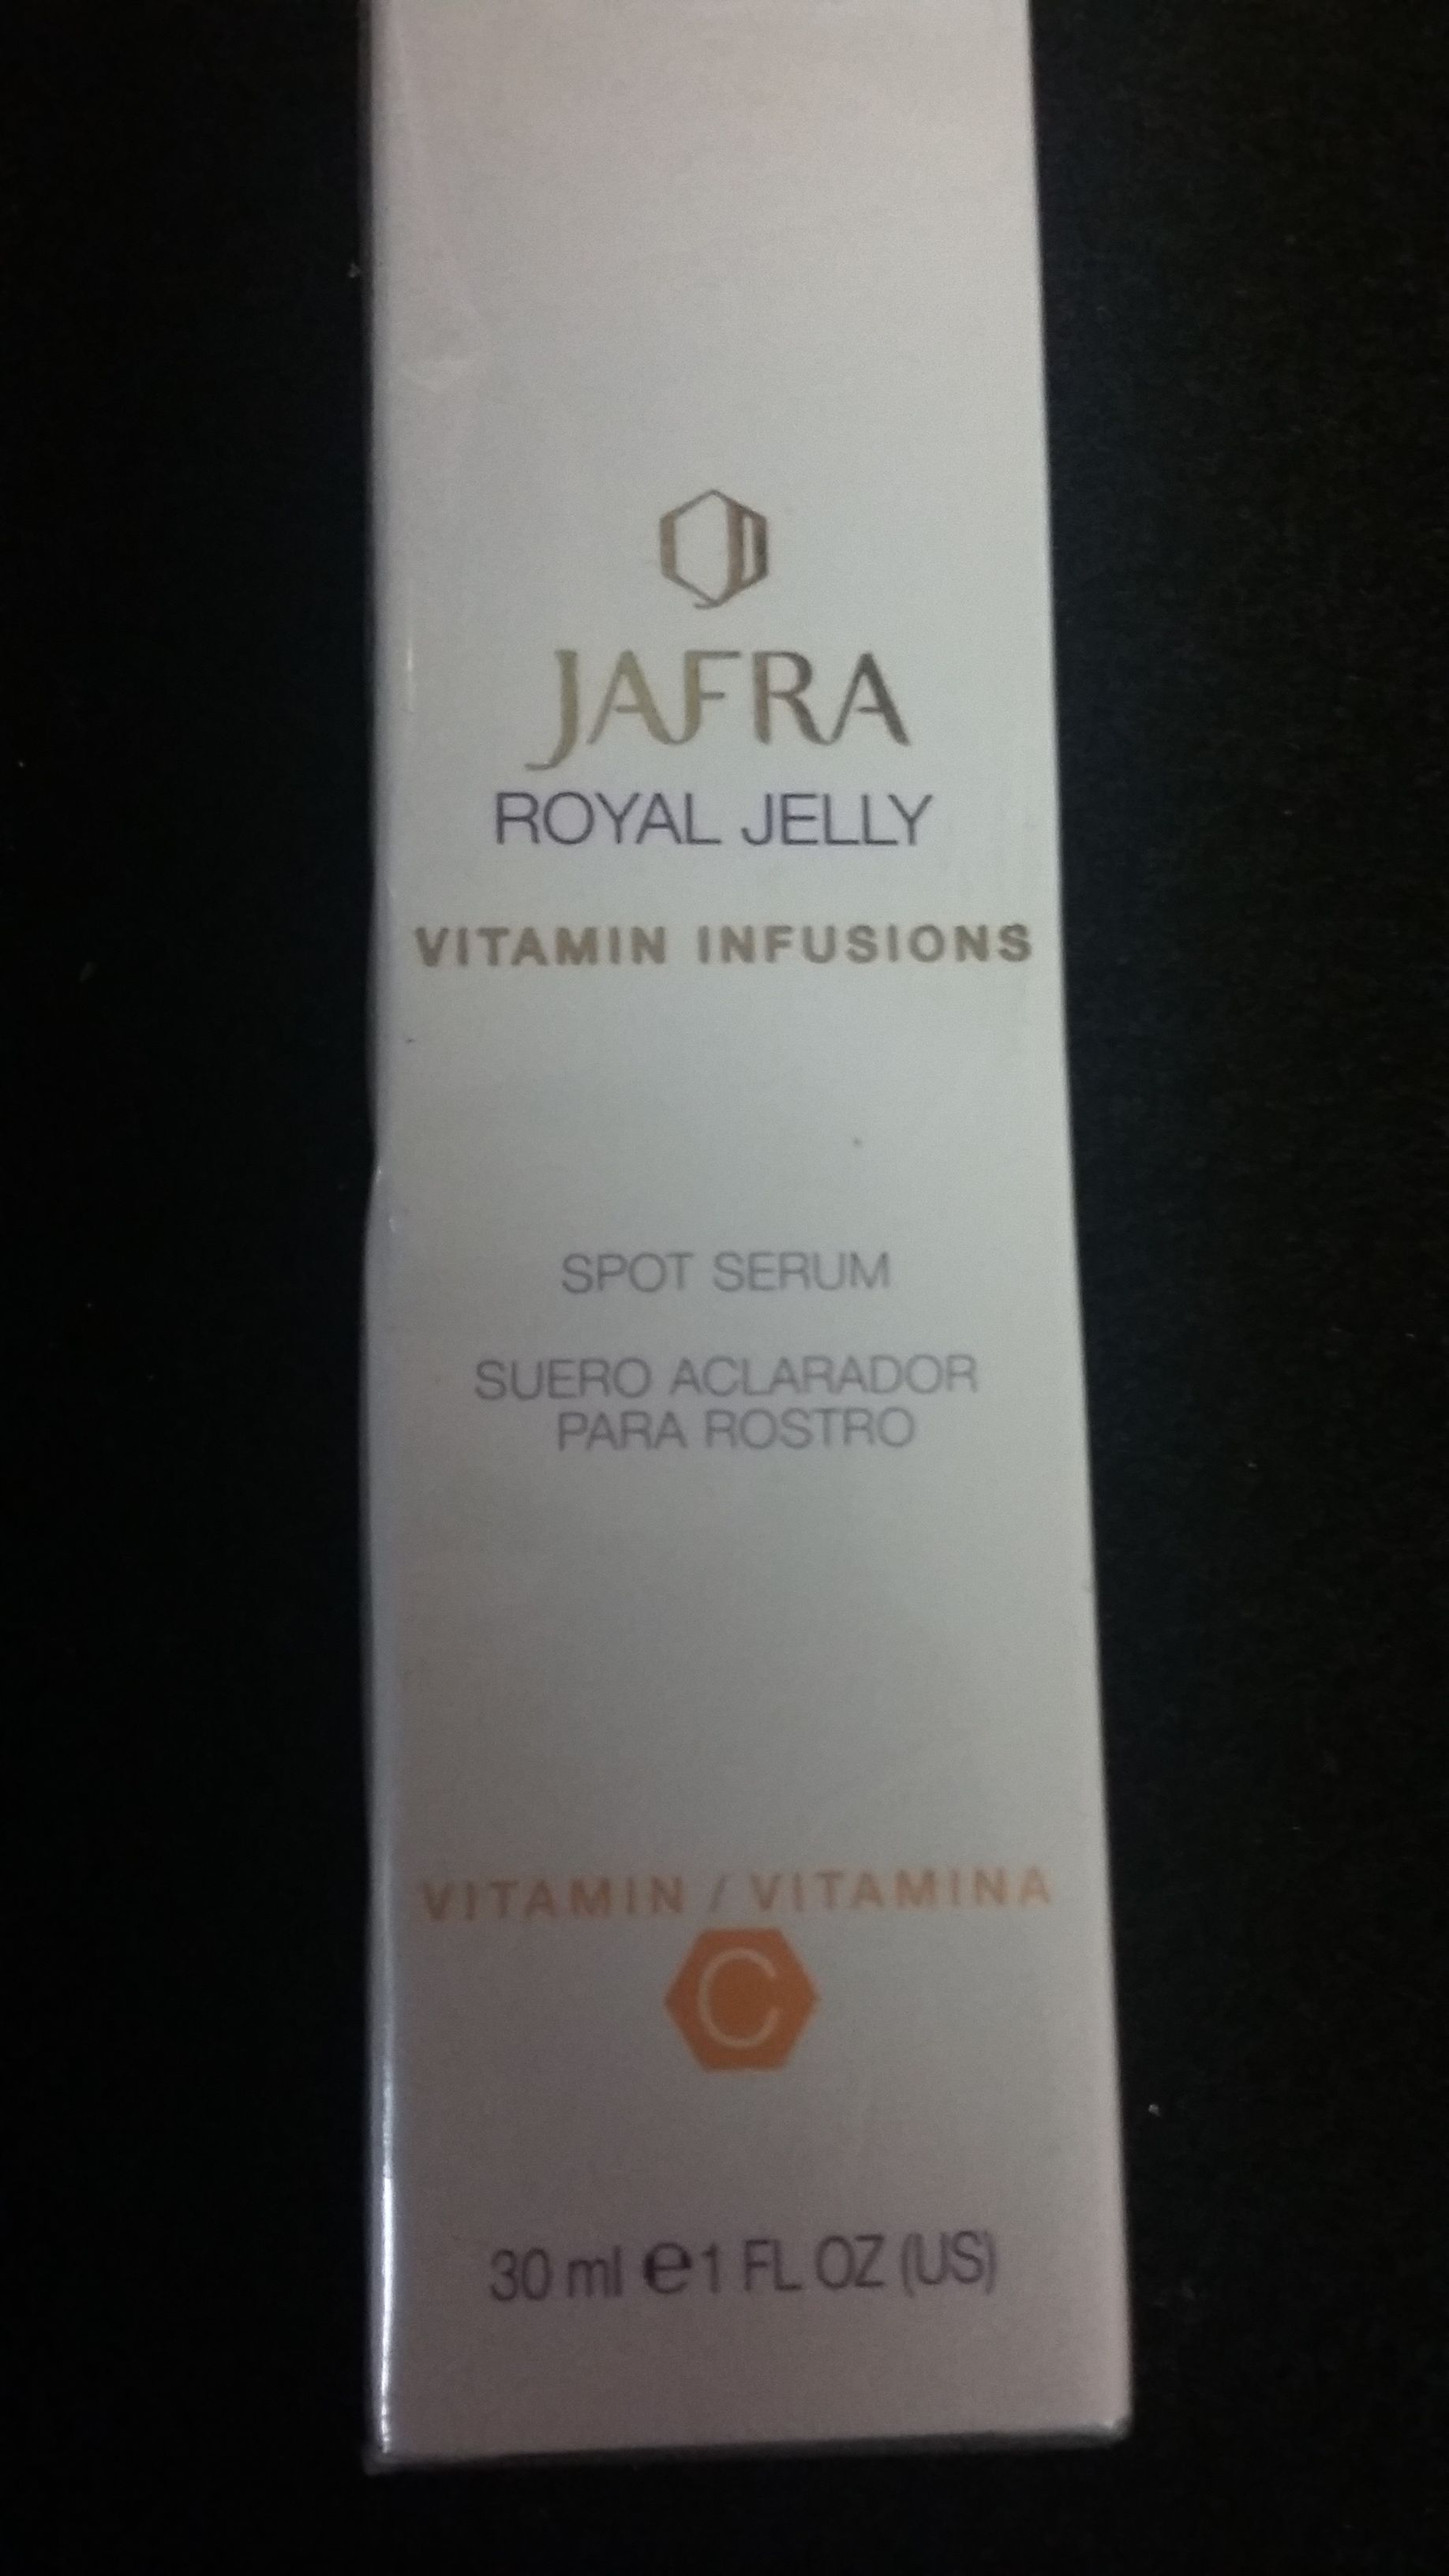 JAFRA
ROYAL JELLY
VITAMIN INFUSIONS
SPOT SERUM
SUERO ACLARADOR
PARA ROSTRO
VITAMIN / VITAMINA
C
30 ml e 1 FL OZ (US)